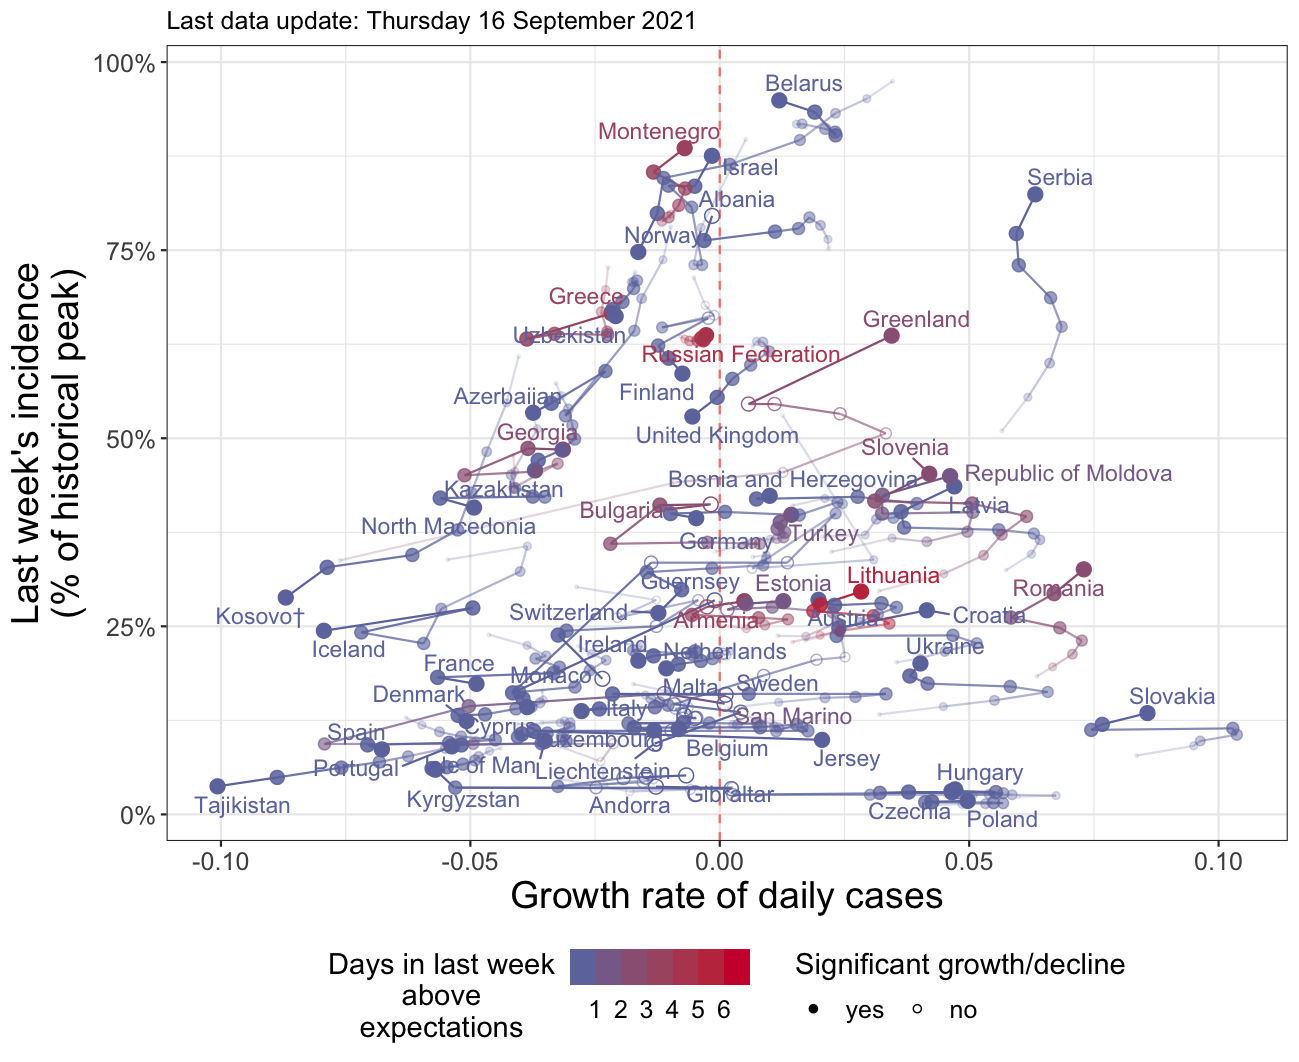 Last data update: Thursday 16 September 2021
Last week's incidence
(% of historical peak)
100%
75%
50%
25%
0%
Belarus
Montenegro
Israel
Serbia
Albania
Norway
Greece
Uzbekistan
Greenland
Russian Federation
Finland
Azerbaijan
United Kingdom
Georgia
Slovenia
Republic of Moldova
Bosnia and Herzegovina
Kazakhstan
Latvia
Bulgaria
North Macedonia
Germany
Turkey
Guernsey
Estonia
Lithuania
Romania
Kosovo†
Switzerland
Armenia
Austria
Croatia
Iceland
Ireland
Netherlands
Ukraine
France
Monaco
Denmark
Malta
Sweden
Slovakia
Italy
San Marino
Spain
Cyprus
Luxembourg
Belgium
Jersey
Portugal
Isle of Man
Liechtenstein
Hungary
Tajikistan
Kyrgyzstan
Andorra
Gibraltar
Czechia
Poland
-0.10
-0.05
0.00
0.05
0.10
Growth rate of daily cases
Days in last week
above
expectations
1 2 3 4 5 6
Significant growth/decline
yes
no